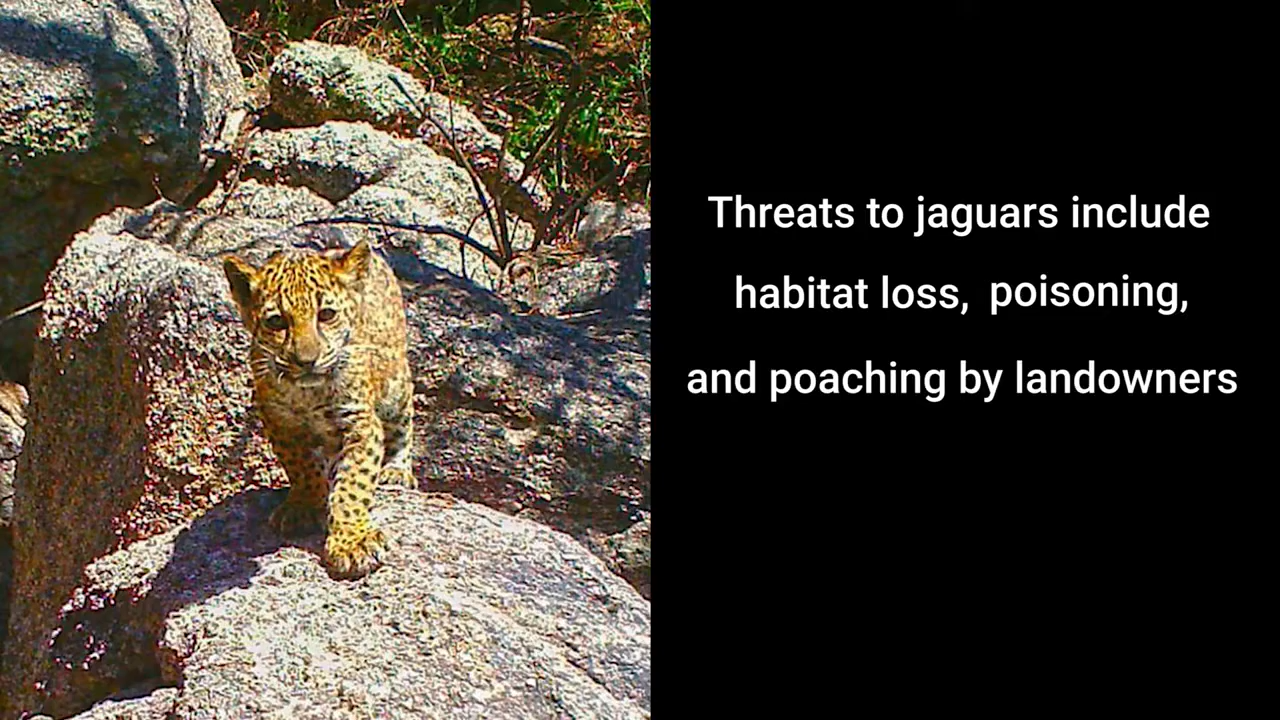 Threats to jaguars include
habitat loss, poisoning,
and poaching by landowners